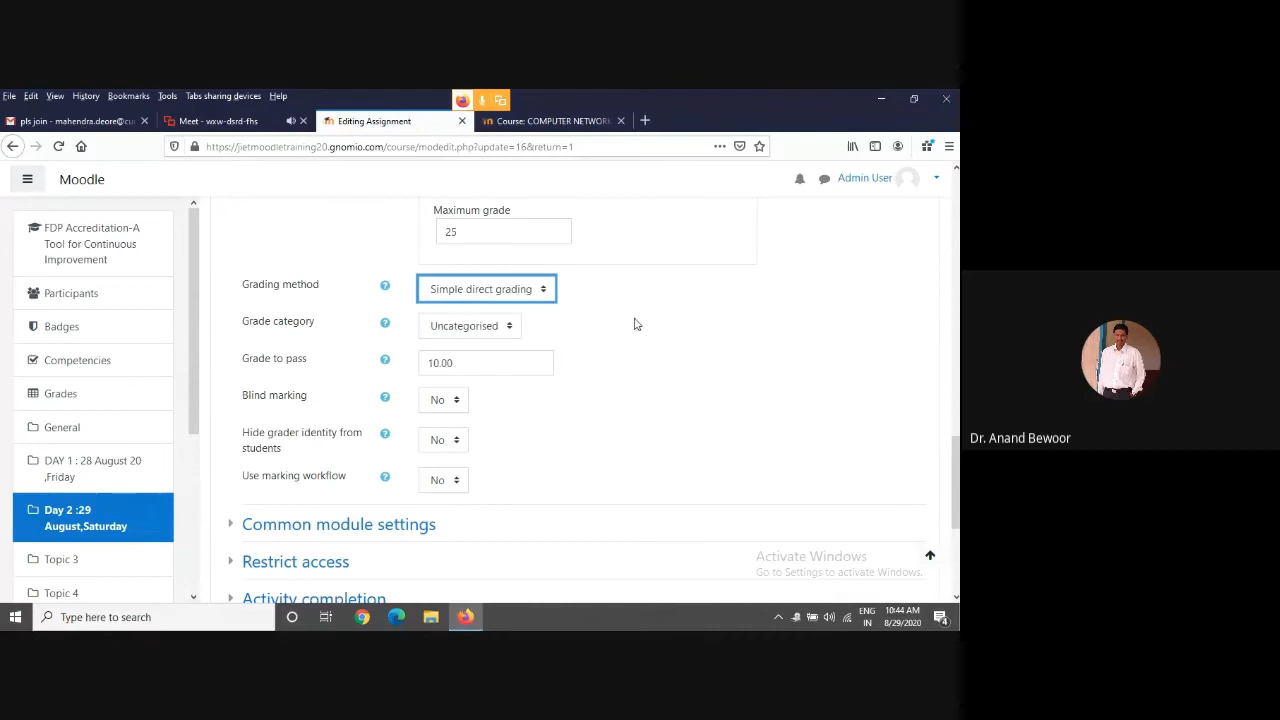 File Edit View History Bookmarks Tools Tabs sharing devices Help
pls join - mahendra.deore@cu
Meet - wxw-dsrd-fhs
Editing Assignment
Course: COMPUTER NETWORK
https://jietmoodletraining20.gnomio.com/course/modedit.php?update=16&return=1
Moodle
Admin User
FDP Accreditation-A
Tool for Continuous
Improvement
Participants
Badges
Competencies
Grades
General
DAY 1 : 28 August 20
,Friday
Day 2 :29
August,Saturday
Topic 3
Topic 4
Maximum grade
25
Grading method
Simple direct grading
Grade category
Uncategorised
Grade to pass
10.00
Blind marking
No
Hide grader identity from
students
No
Use marking workflow
No
Common module settings
Restrict access
Activity completion
Activate Windows
Go to Settings to activate Windows.
Type here to search
ENG
IN
10:44 AM
8/29/2020
4
Dr. Anand Bewoor